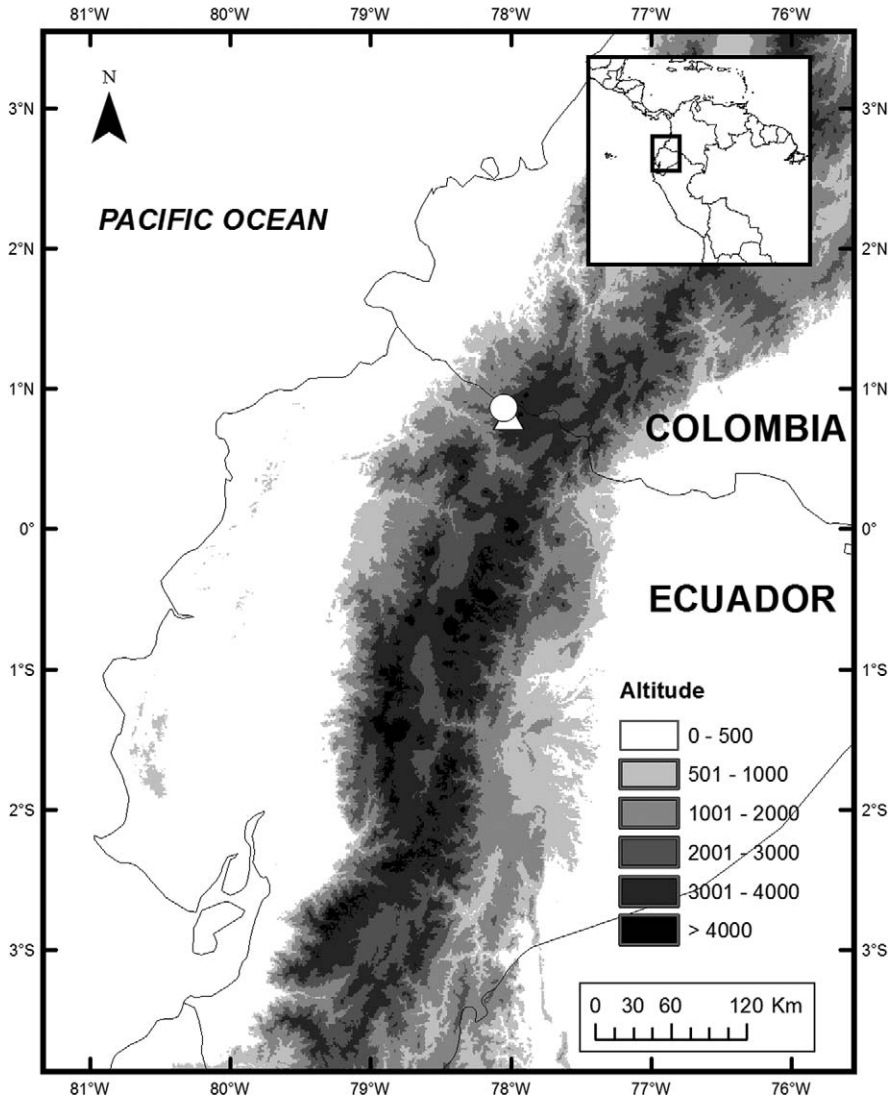 81°W 80°W 79°W 78°W 77°W 76°W
N
3°N 3°N
PACIFIC OCEAN
2°N 2°N
1°N 1°N
COLOMBIA
0° 0°
ECUADOR
1°S 1°S
Altitude
0 - 500
501 - 1000
1001 - 2000
2°S 2°S
2001 - 3000
3001 - 4000
> 4000
3°S 3°S
0 30 60 120 Km
81°W 80°W 79°W 78°W 77°W 76°W